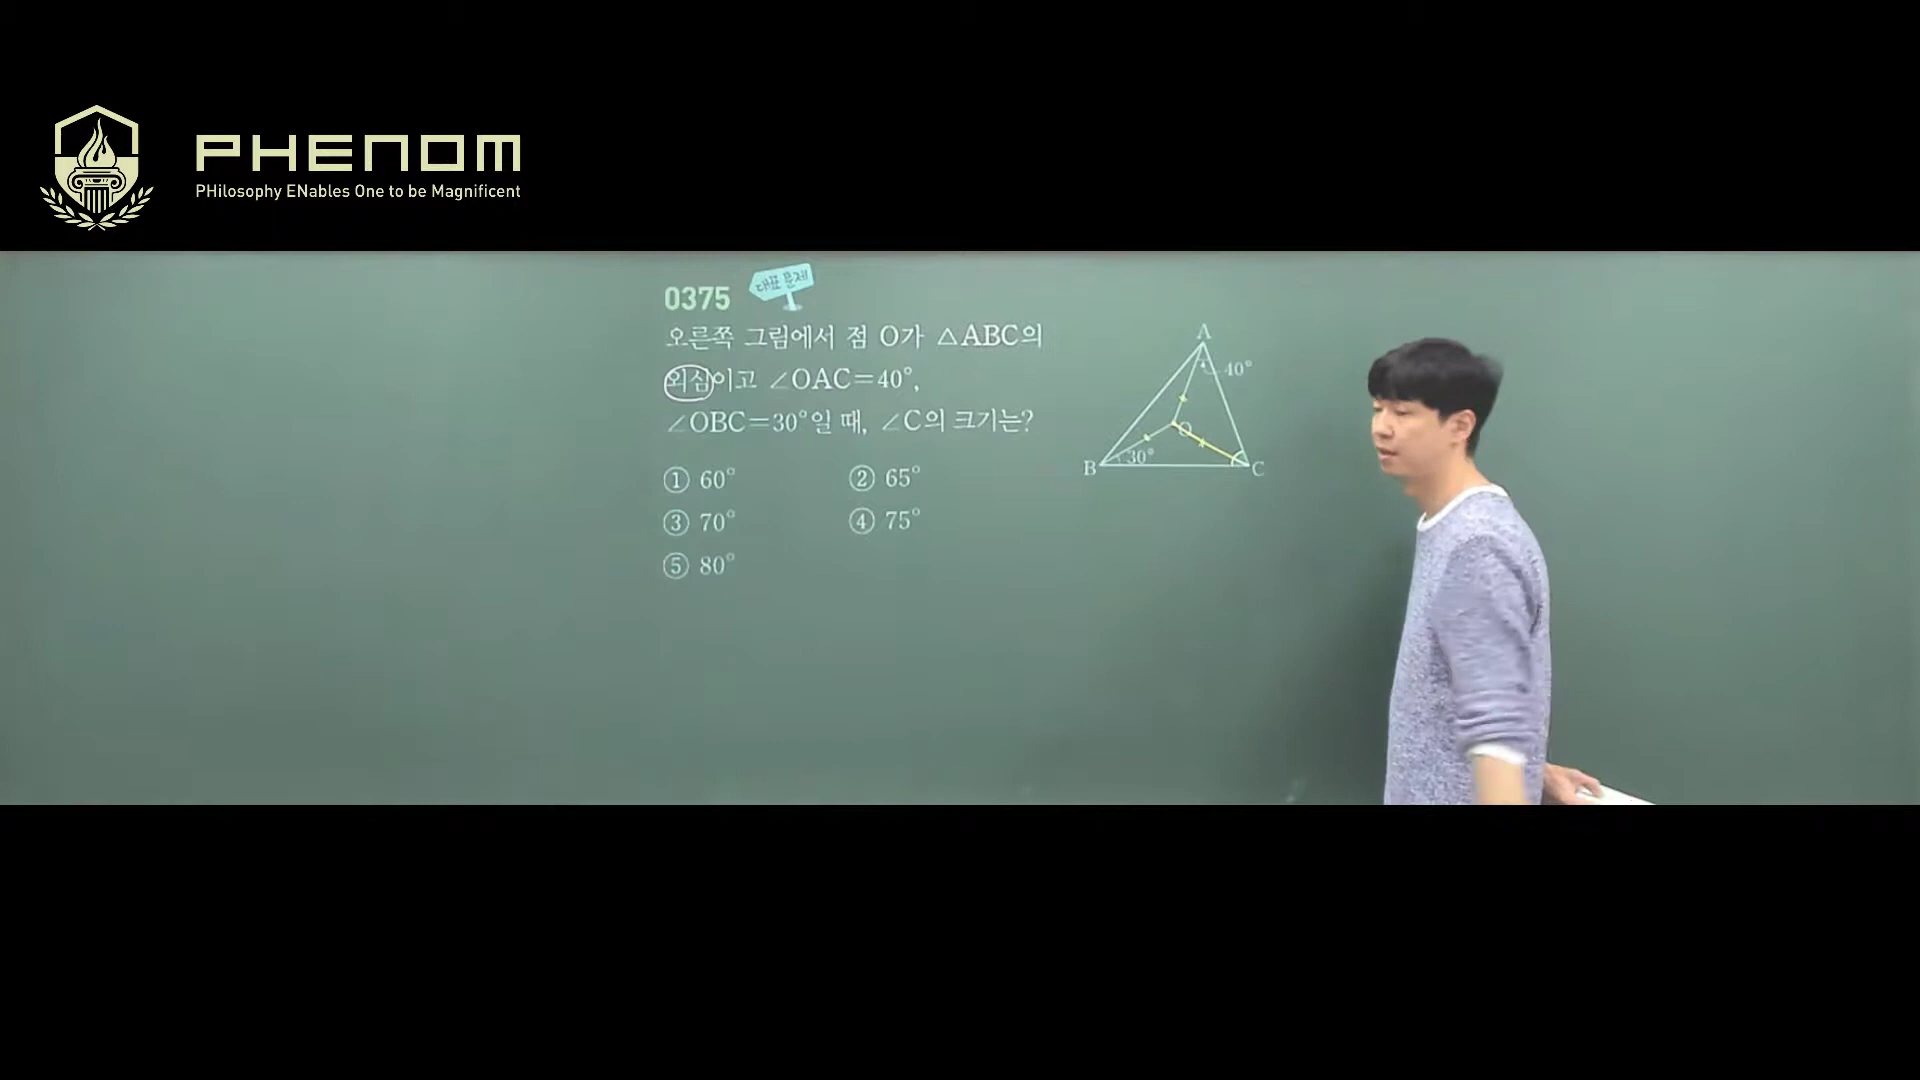 PHENOM
PHilosophy ENables One to be Magnificent
0375 대표 문제
오른쪽 그림에서 점 O가 △ABC의
외심이고 ∠OAC=40°,
∠OBC=30°일 때, ∠C의 크기는?
① 60° ② 65°
③ 70° ④ 75°
⑤ 80°
A
40°
O
B 30° C